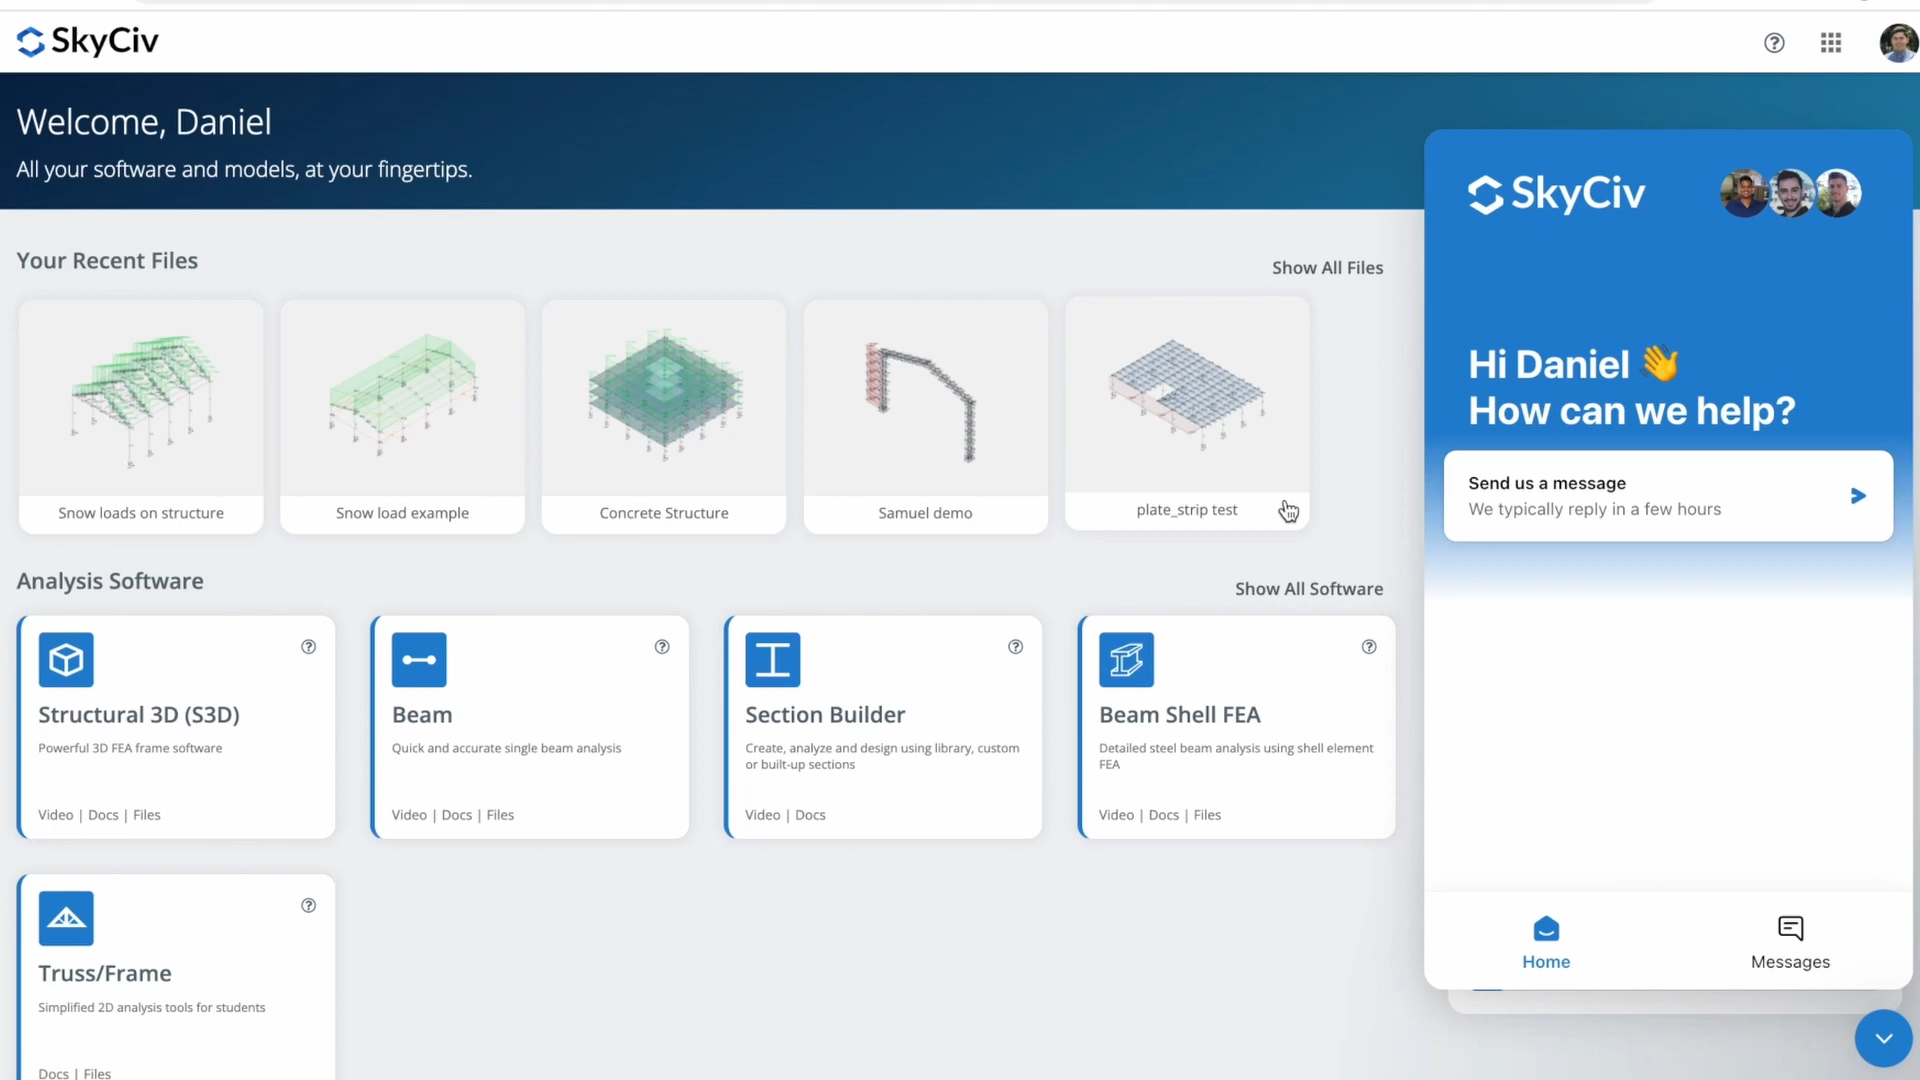 SkyCiv
Welcome, Daniel
All your software and models, at your fingertips.
Your Recent Files
Show All Files
Snow loads on structure
Snow load example
Concrete Structure
Samuel demo
plate_strip test
Analysis Software
Show All Software
Structural 3D (S3D)
Powerful 3D FEA frame software
Video | Docs | Files
Beam
Quick and accurate single beam analysis
Video | Docs | Files
Section Builder
Create, analyze and design using library, custom
or built-up sections
Video | Docs
Beam Shell FEA
Detailed steel beam analysis using shell element
FEA
Video | Docs | Files
Truss/Frame
Simplified 2D analysis tools for students
Docs | Files
SkyCiv
Hi Daniel 👋
How can we help?
Send us a message
We typically reply in a few hours
Home
Messages